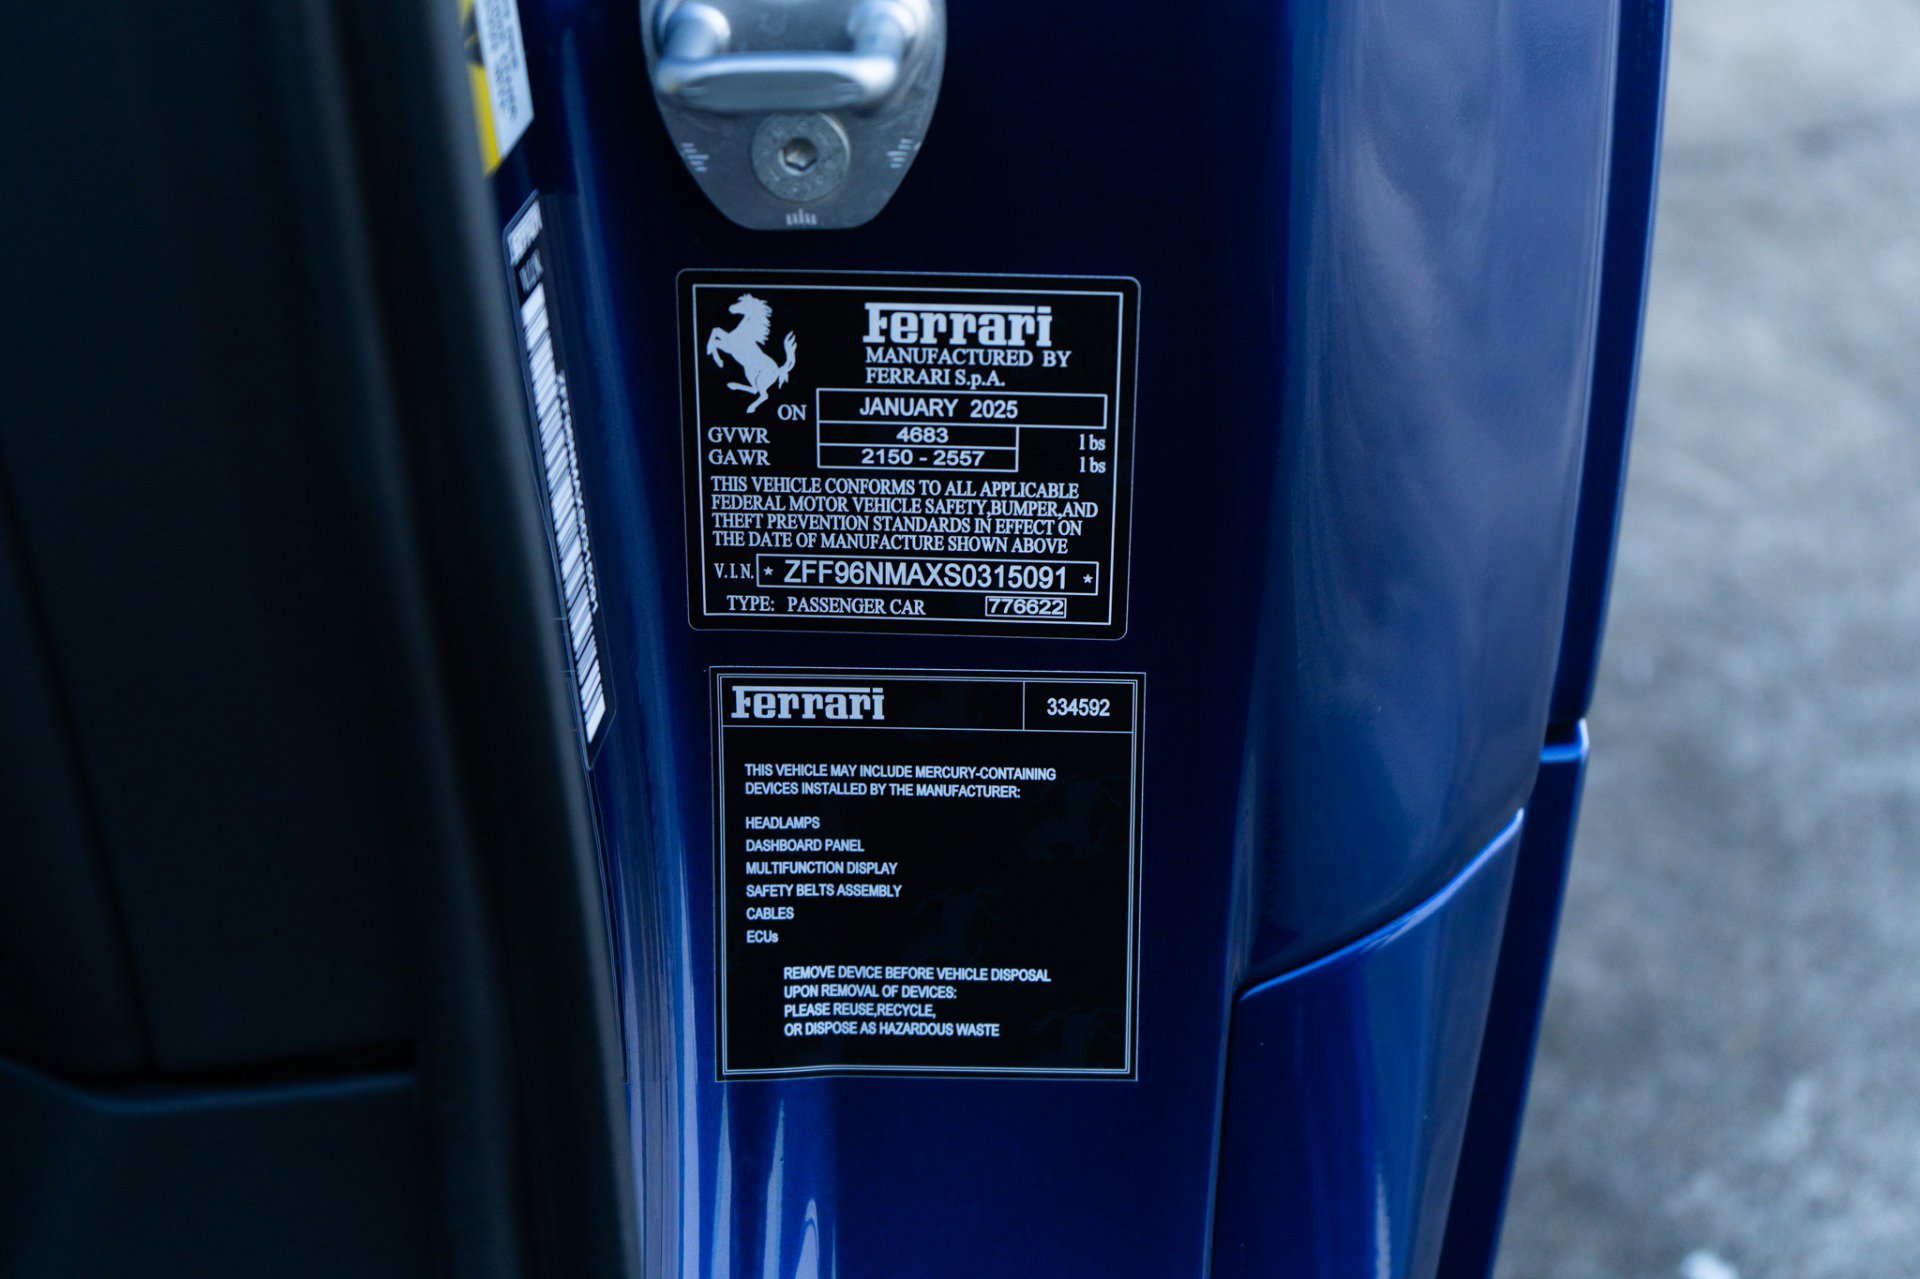 Ferrari
MANUFACTURED BY
FERRARI S.p.A.
ON JANUARY 2025
GVWR 4683 lbs
GAWR 2150 - 2557 lbs
THIS VEHICLE CONFORMS TO ALL APPLICABLE
FEDERAL MOTOR VEHICLE SAFETY,BUMPER,AND
THEFT PREVENTION STANDARDS IN EFFECT ON
THE DATE OF MANUFACTURE SHOWN ABOVE
V.I.N. * ZFF96NMAXS0315091 *
TYPE: PASSENGER CAR 776622
Ferrari 334592
THIS VEHICLE MAY INCLUDE MERCURY-CONTAINING
DEVICES INSTALLED BY THE MANUFACTURER:
HEADLAMPS
DASHBOARD PANEL
MULTIFUNCTION DISPLAY
SAFETY BELTS ASSEMBLY
CABLES
ECUs
REMOVE DEVICE BEFORE VEHICLE DISPOSAL
UPON REMOVAL OF DEVICES:
PLEASE REUSE,RECYCLE,
OR DISPOSE AS HAZARDOUS WASTE